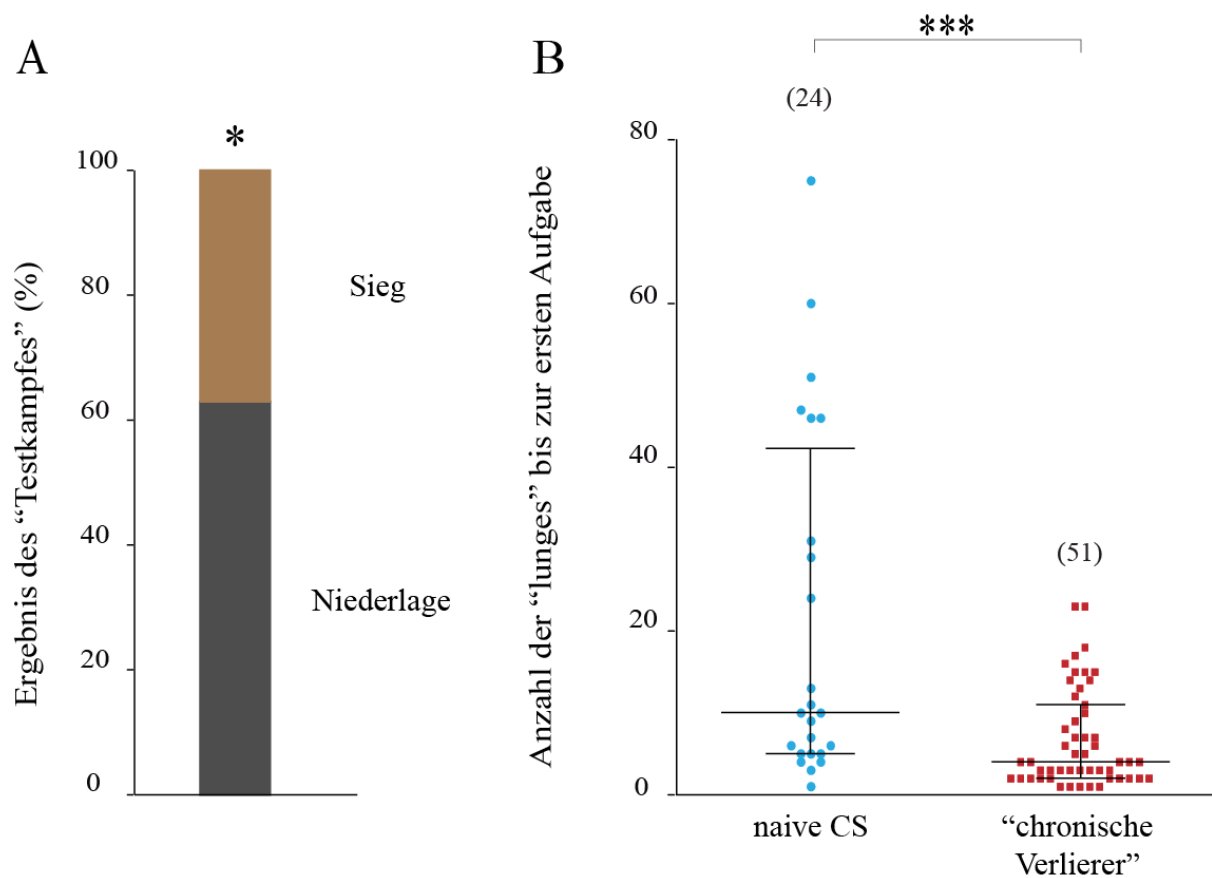 A
Ergebnis des “Testkampfes” (%)
*
100
80
60
40
20
0
Sieg
Niederlage
B
Anzahl der “lunges” bis zur ersten Aufgabe
***
(24)
(51)
80
60
40
20
0
naive CS
“chronische
Verlierer”